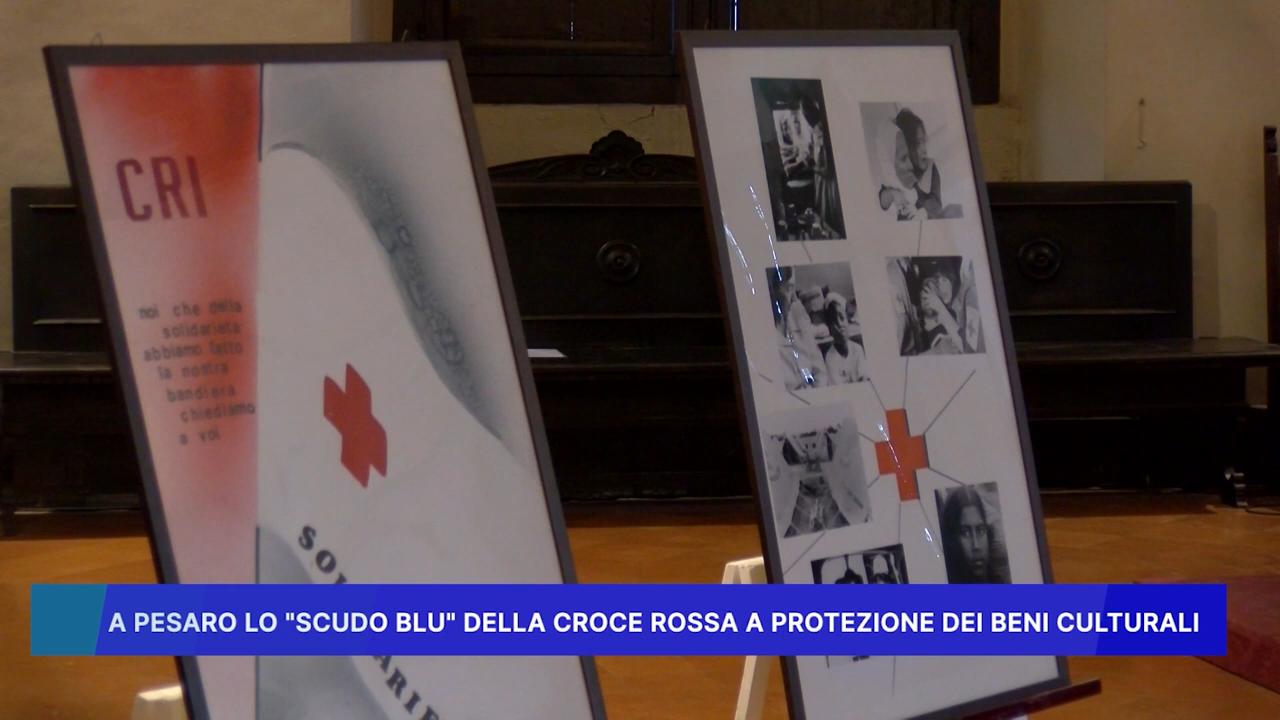 CRI
noi che della
solidarietà
abbiamo fatto
la nostra
bandiera
chiediamo
a voi
A PESARO LO "SCUDO BLU" DELLA CROCE ROSSA A PROTEZIONE DEI BENI CULTURALI